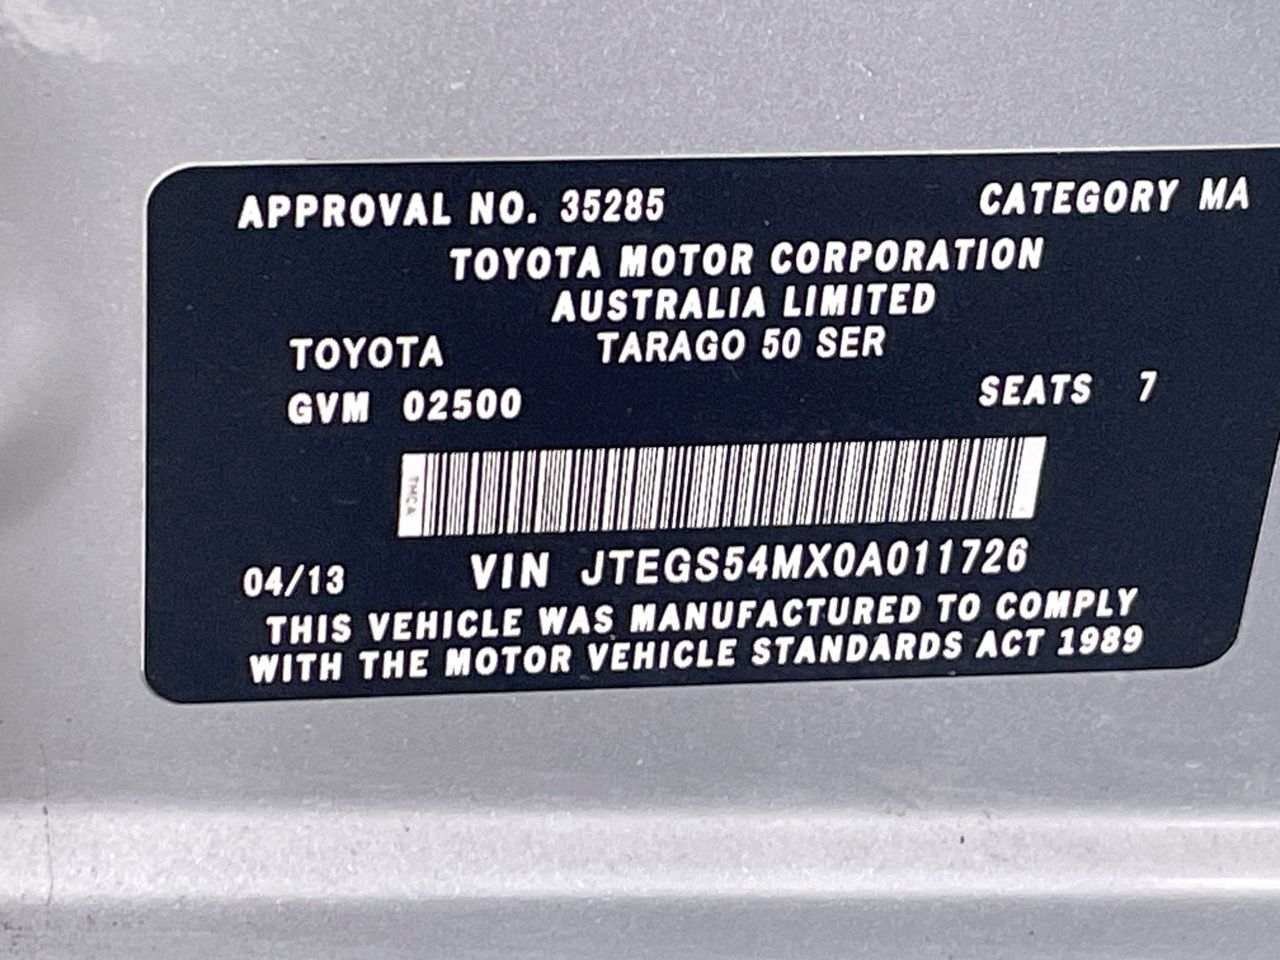 APPROVAL NO. 35285 CATEGORY MA
TOYOTA MOTOR CORPORATION
AUSTRALIA LIMITED
TOYOTA TARAGO 50 SER
GVM 02500 SEATS 7
TMCA
04/13 VIN JTEGS54MX0A011726
THIS VEHICLE WAS MANUFACTURED TO COMPLY
WITH THE MOTOR VEHICLE STANDARDS ACT 1989